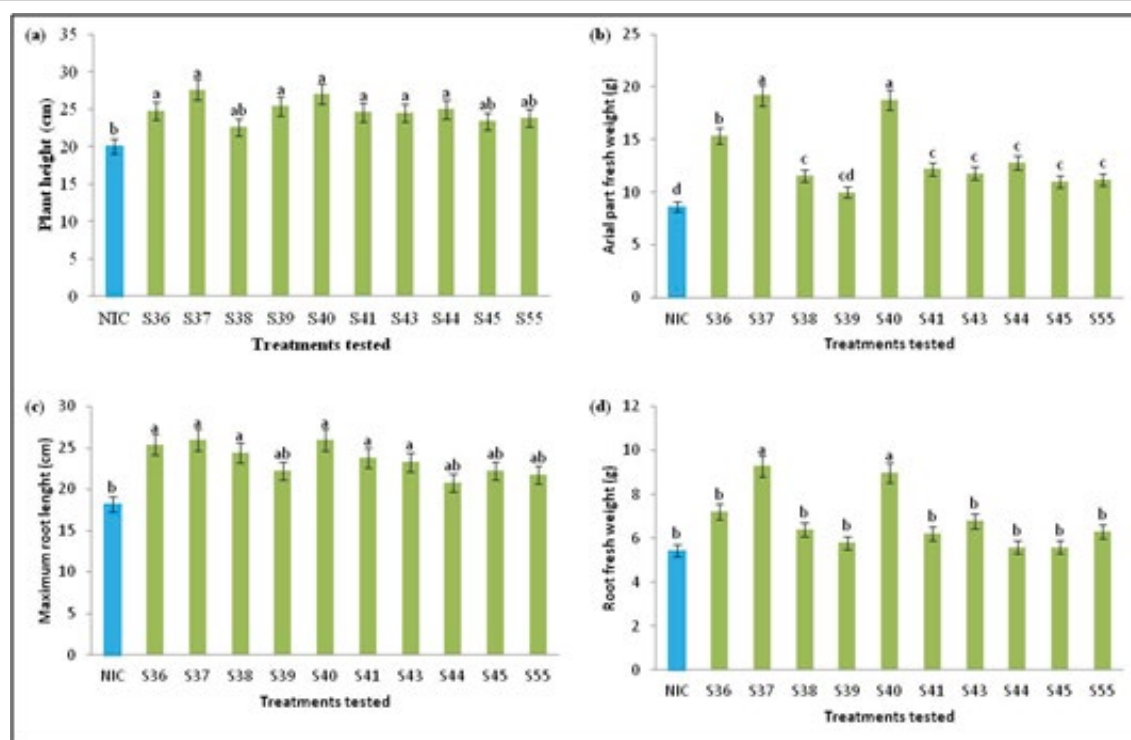 (a)
35
30
25
20
15
10
5
0
Plant height (cm)
b a a ab a a a a a ab ab
NIC S36 S37 S38 S39 S40 S41 S43 S44 S45 S55
Treatments tested
(b)
25
20
15
10
5
0
Arial part fresh weight (g)
d b a c cd a c c c c c
NIC S36 S37 S38 S39 S40 S41 S43 S44 S45 S55
Treatments tested
(c)
30
25
20
15
10
5
0
Maximum root lenght (cm)
b a a a ab a a a ab ab ab
NIC S36 S37 S38 S39 S40 S41 S43 S44 S45 S55
Treatments tested
(d)
12
10
8
6
4
2
0
Root fresh weight (g)
b b a b b a b b b b b
NIC S36 S37 S38 S39 S40 S41 S43 S44 S45 S55
Treatments tested